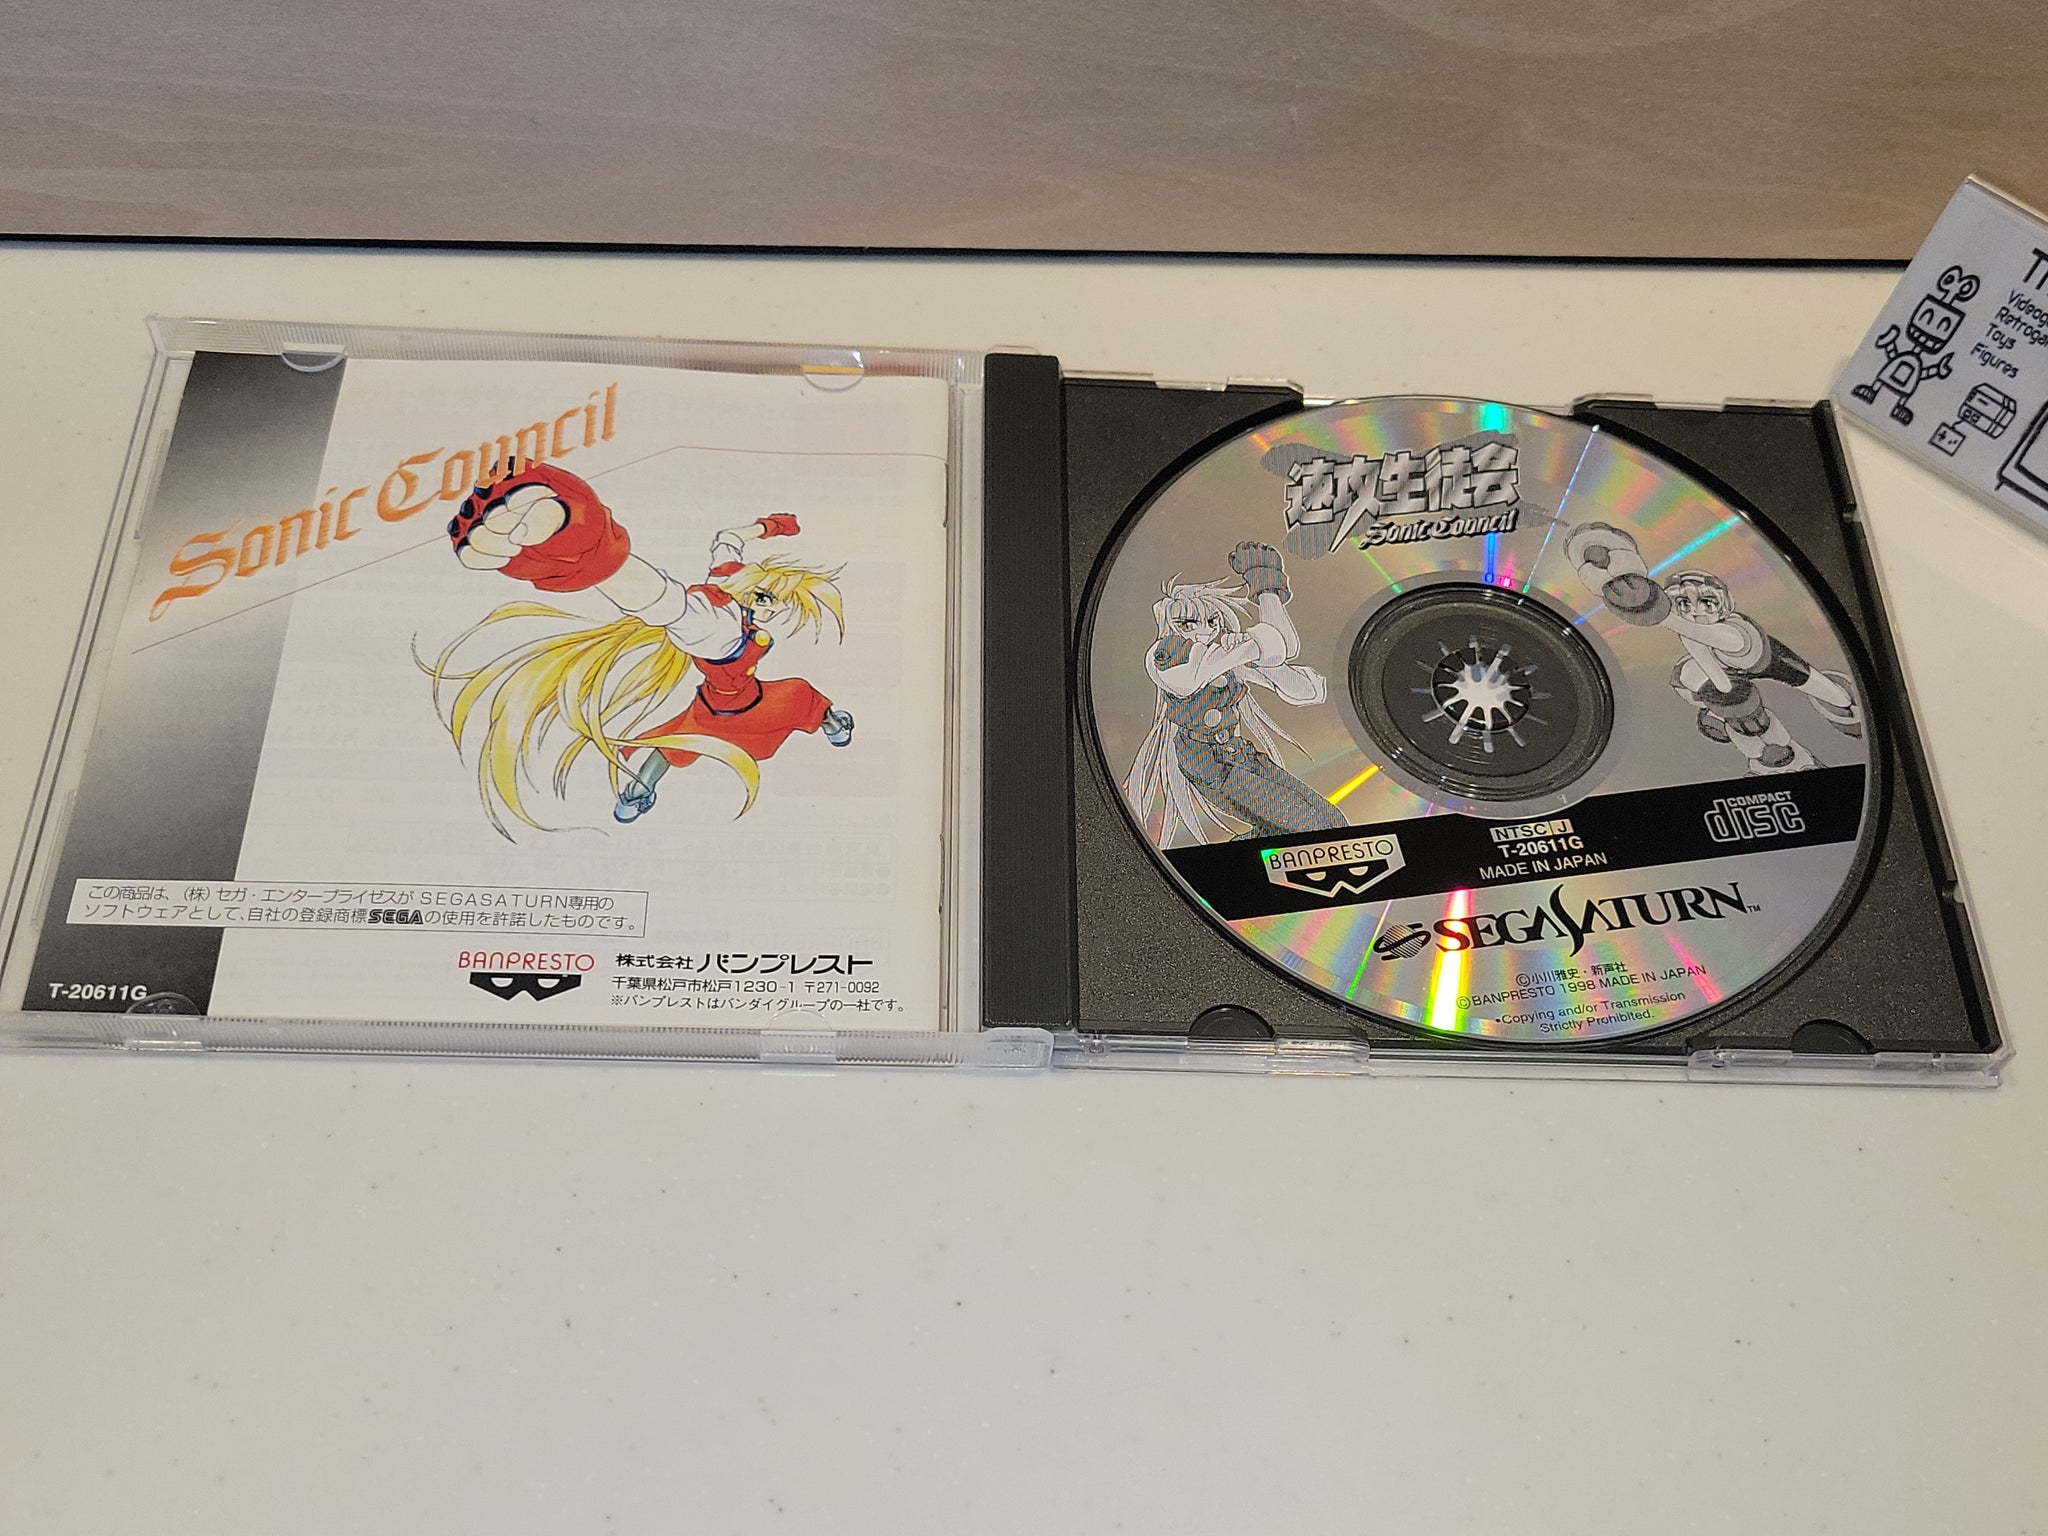 Sonic Council
この商品は、(株)セガ・エンタープライゼスがSEGASATURN専用の
ソフトウェアとして、自社の登録商標SEGAの使用を許諾したものです。
T-20611G
BANPRESTO
株式会社 バンプレスト
千葉県松戸市松戸1230-1 〒271-0092
※バンプレストはバンダイグループの一社です。
速攻生徒会
Sonic Council
BANPRESTO
NTSC J
T-20611G
MADE IN JAPAN
COMPACT
disc
SEGA SATURN™
©小川雅史・新声社
©BANPRESTO 1998 MADE IN JAPAN
•Copying and/or Transmission
Strictly Prohibited.
Toys
Figures